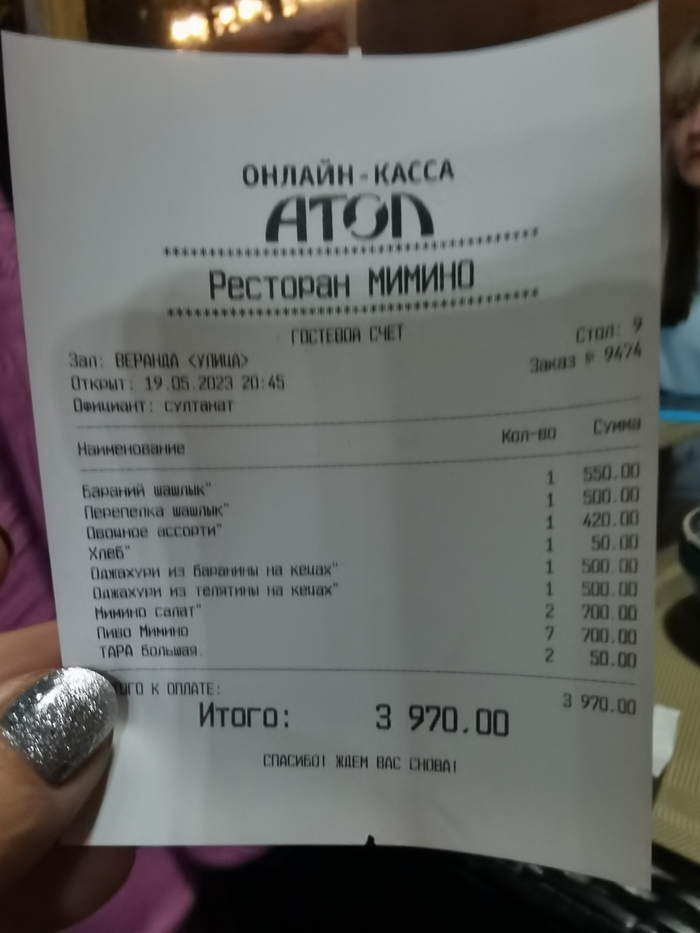 ОНЛАЙН-КАССА
АТОЛ
Ресторан МИМИНО
ГОСТЕВОЙ СЧЕТ
Стол: 9
Зал: ВЕРАНДА <УЛИЦА>
Заказ № 9474
Открыт: 19.05.2023 20:45
Официант: султанат
Наименование Кол-во Сумма
Бараний шашлык" 1 550.00
Перепелка шашлык" 1 500.00
Овощное ассорти" 1 420.00
Хлеб" 1 50.00
Оджахури из баранины на кецах" 1 500.00
Оджахури из телятины на кецах" 1 500.00
Мимино салат" 2 700.00
Пиво Мимино 7 700.00
ТАРА большая. 2 50.00
ОГО К ОПЛАТЕ: 3 970.00
Итого: 3 970.00
СПАСИБО! ЖДЕМ ВАС СНОВА!